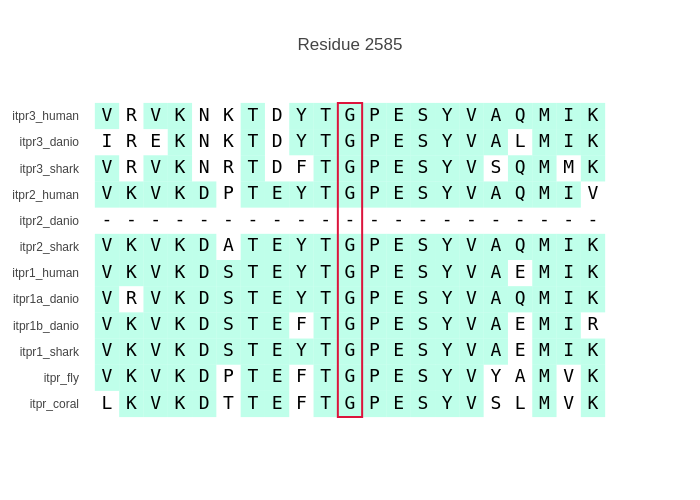 Residue 2585
itpr3_human V R V K N K T D Y T G P E S Y V A Q M I K
itpr3_danio I R E K N K T D Y T G P E S Y V A L M I K
itpr3_shark V R V K N R T D F T G P E S Y V S Q M M K
itpr2_human V K V K D P T E Y T G P E S Y V A Q M I V
itpr2_danio - - - - - - - - - - - - - - - - - - - - -
itpr2_shark V K V K D A T E Y T G P E S Y V A Q M I K
itpr1_human V K V K D S T E Y T G P E S Y V A E M I K
itpr1a_danio V R V K D S T E Y T G P E S Y V A Q M I K
itpr1b_danio V K V K D S T E F T G P E S Y V A E M I R
itpr1_shark V K V K D S T E Y T G P E S Y V A E M I K
itpr_fly V K V K D P T E F T G P E S Y V Y A M V K
itpr_coral L K V K D T T E F T G P E S Y V S L M V K